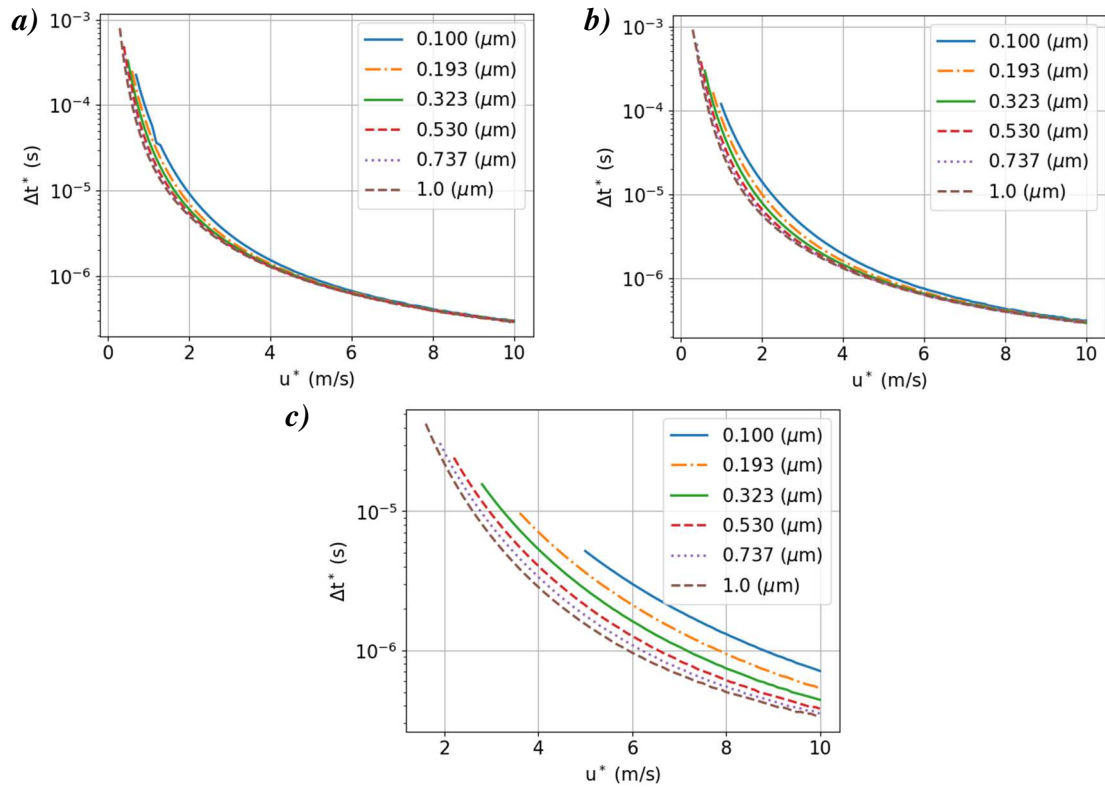 a)
10⁻³
10⁻⁴
10⁻⁵
10⁻⁶
Δt* (s)
0 2 4 6 8 10
u* (m/s)
0.100 (μm)
0.193 (μm)
0.323 (μm)
0.530 (μm)
0.737 (μm)
1.0 (μm)
b)
10⁻³
10⁻⁴
10⁻⁵
10⁻⁶
Δt* (s)
0 2 4 6 8 10
u* (m/s)
0.100 (μm)
0.193 (μm)
0.323 (μm)
0.530 (μm)
0.737 (μm)
1.0 (μm)
c)
10⁻⁵
10⁻⁶
Δt* (s)
2 4 6 8 10
u* (m/s)
0.100 (μm)
0.193 (μm)
0.323 (μm)
0.530 (μm)
0.737 (μm)
1.0 (μm)